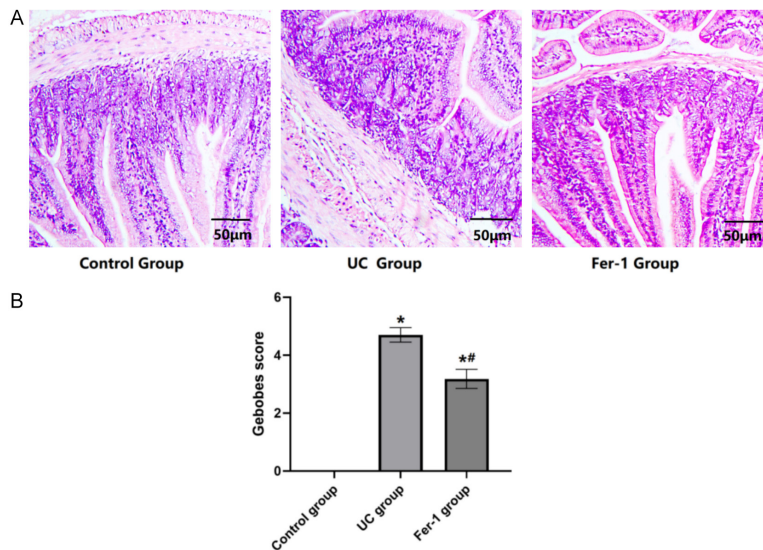 A
50μm
50μm
50μm
Control Group
UC Group
Fer-1 Group
B
Gebobes score
6
4
2
0
*
*#
Control group
UC group
Fer-1 group